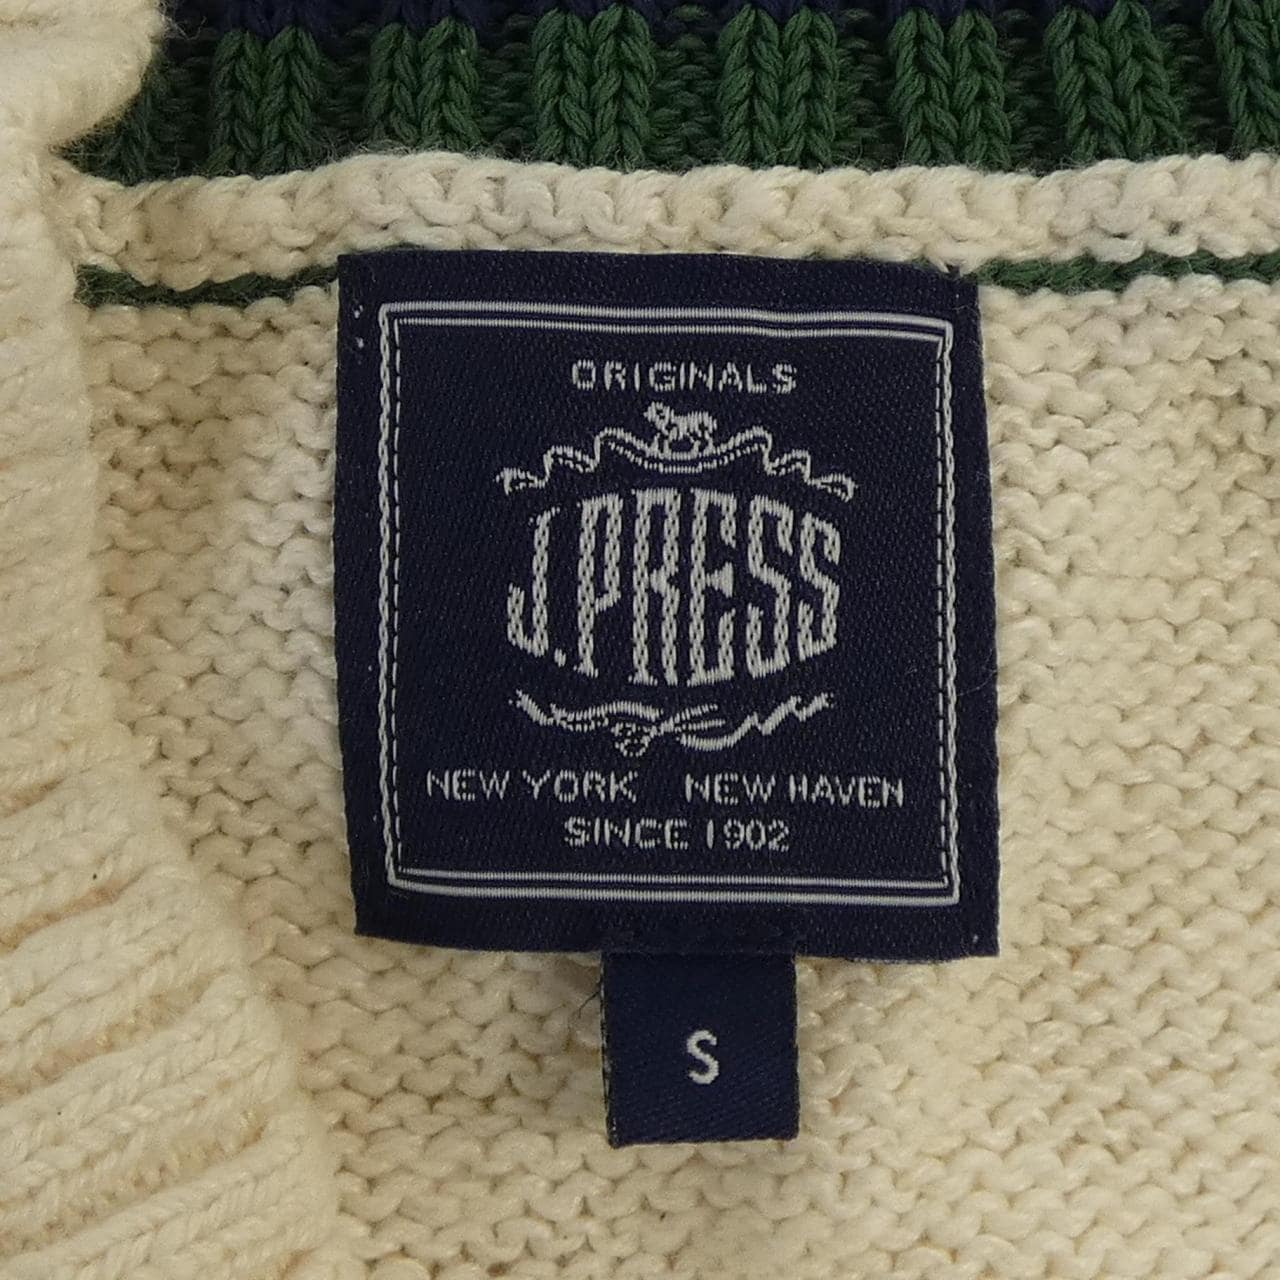 ORIGINALS
J.PRESS
NEW YORK NEW HAVEN
SINCE 1902
S